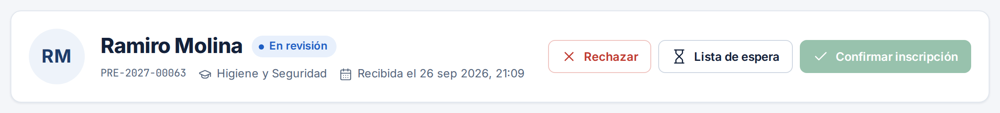 RM
Ramiro Molina
En revisión
PRE-2027-00063
Higiene y Seguridad
Recibida el 26 sep 2026, 21:09
Rechazar
Lista de espera
Confirmar inscripción